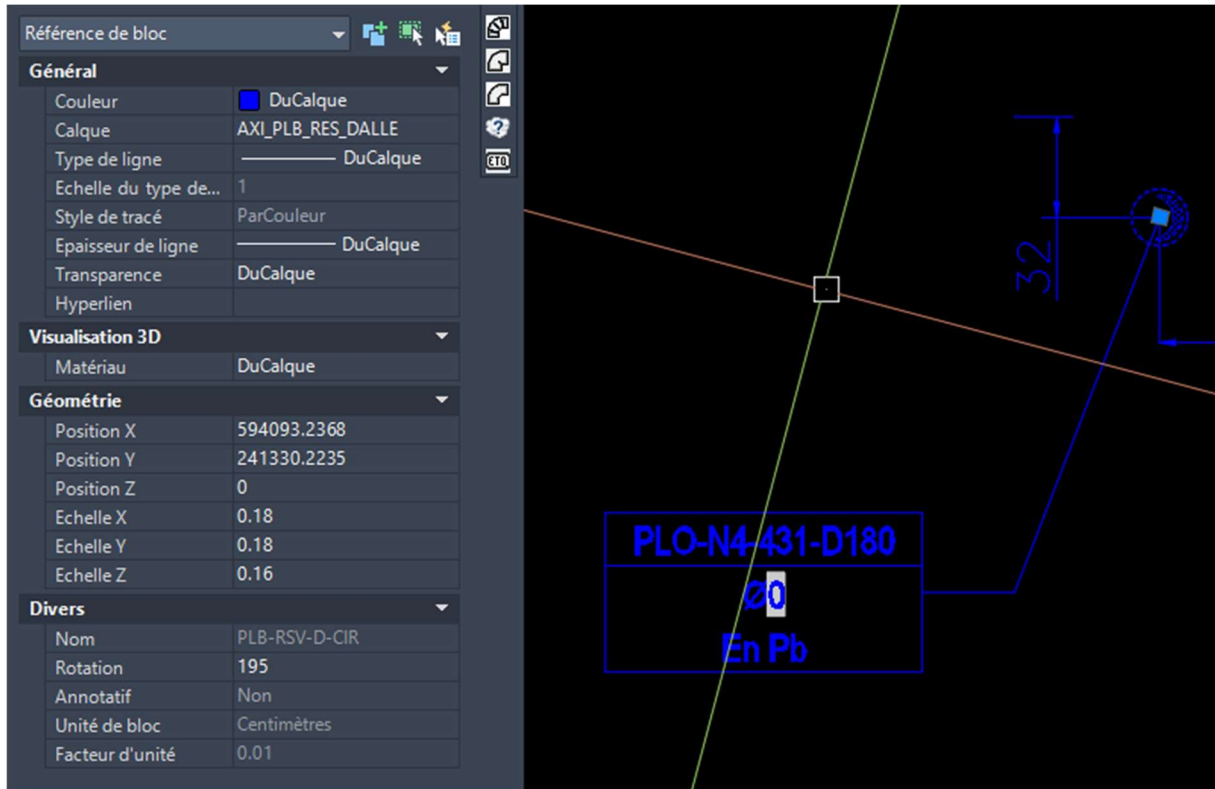 Référence de bloc
Général
Couleur DuCalque
Calque AXI_PLB_RES_DALLE
Type de ligne DuCalque
Echelle du type de... 1
Style de tracé ParCouleur
Epaisseur de ligne DuCalque
Transparence DuCalque
Hyperlien
Visualisation 3D
Matériau DuCalque
Géométrie
Position X 594093.2368
Position Y 241330.2235
Position Z 0
Echelle X 0.18
Echelle Y 0.18
Echelle Z 0.16
Divers
Nom PLB-RSV-D-CIR
Rotation 195
Annotatif Non
Unité de bloc Centimètres
Facteur d'unité 0.01
ETQ
32
PLO-N4-431-D180
Ø0
En Pb